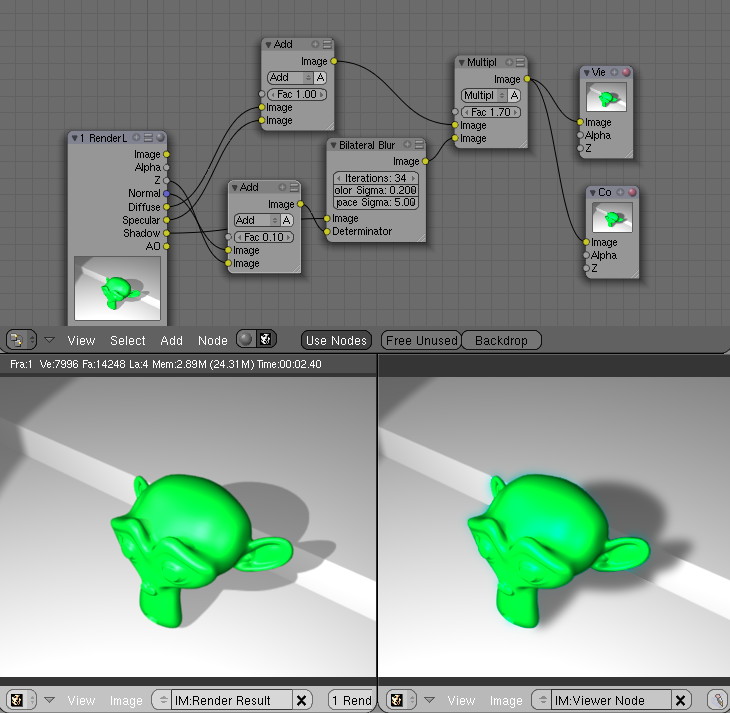 Add
Image
Add A
Fac 1.00
Image
Image
Multipl
Image
Multipl A
Fac 1.70
Image
Image
Vie
Image
Alpha
Z
1 RenderL
Image
Alpha
Z
Normal
Diffuse
Specular
Shadow
AO
Bilateral Blur
Image
Iterations: 34
olor Sigma: 0.200
pace Sigma: 5.00
Image
Determinator
Add
Image
Add A
Fac 0.10
Image
Image
Co
Image
Alpha
Z
View Select Add Node Use Nodes Free Unused Backdrop
Fra:1 Ve:7996 Fa:14248 La:4 Mem:2.89M (24.31M) Time:00:02.40
View Image IM:Render Result 1 Rend
View Image IM:Viewer Node